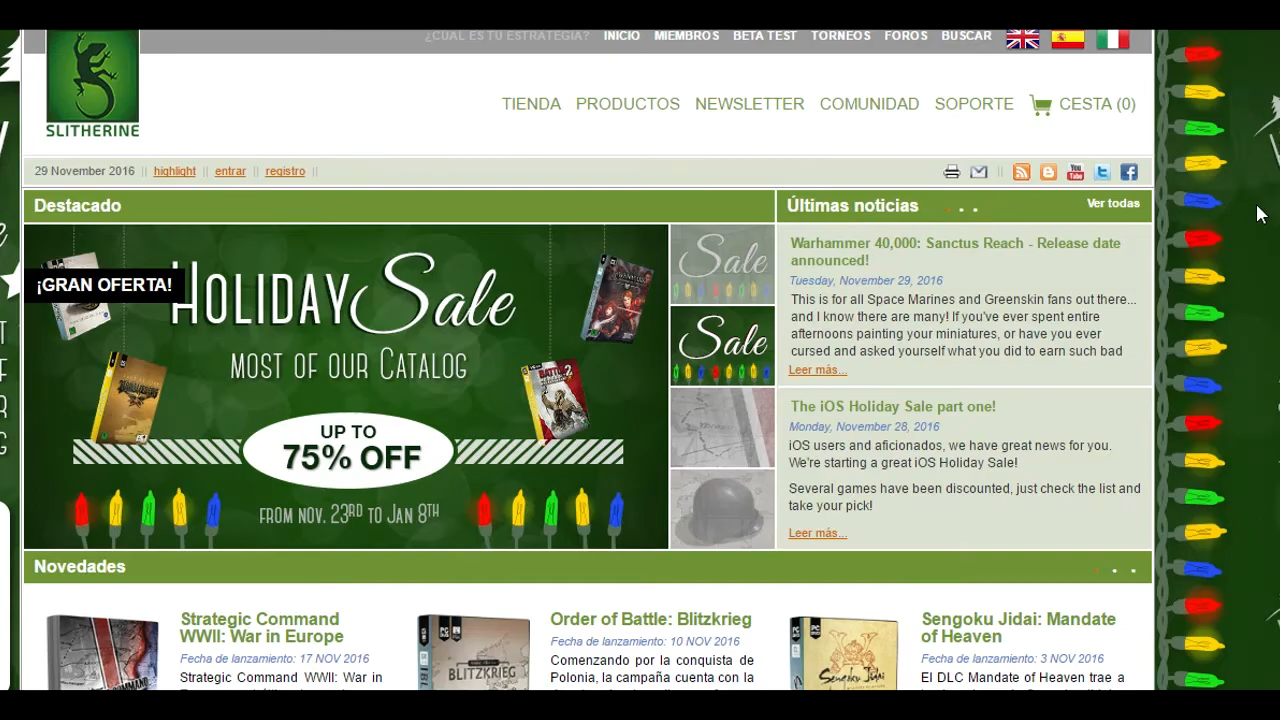 ¿CUÁL ES TU ESTRATEGIA? INICIO MIEMBROS BETA TEST TORNEOS FOROS BUSCAR
SLITHERINE
TIENDA PRODUCTOS NEWSLETTER COMUNIDAD SOPORTE CESTA (0)
29 November 2016 || highlight || entrar || registro ||
You Tube
Destacado
¡GRAN OFERTA!
HOLIDAY Sale
MOST OF OUR CATALOG
UP TO
75% OFF
FROM NOV. 23RD TO JAN 8TH
BATTLE
2
Sale
Sale
Últimas noticias
Ver todas
Warhammer 40,000: Sanctus Reach - Release date
announced!
Tuesday, November 29, 2016
This is for all Space Marines and Greenskin fans out there...
and I know there are many! If you've ever spent entire
afternoons painting your miniatures, or have you ever
cursed and asked yourself what you did to earn such bad
Leer más...
The iOS Holiday Sale part one!
Monday, November 28, 2016
iOS users and aficionados, we have great news for you.
We're starting a great iOS Holiday Sale!
Several games have been discounted, just check the list and
take your pick!
Leer más...
Novedades
Strategic Command
WWII: War in Europe
Fecha de lanzamiento: 17 NOV 2016
Strategic Command WWII: War in
BLITZKRIEG
Order of Battle: Blitzkrieg
Fecha de lanzamiento: 10 NOV 2016
Comenzando por la conquista de
Polonia, la campaña cuenta con la
Sengoku Jidai
Sengoku Jidai: Mandate
of Heaven
Fecha de lanzamiento: 3 NOV 2016
El DLC Mandate of Heaven trae a